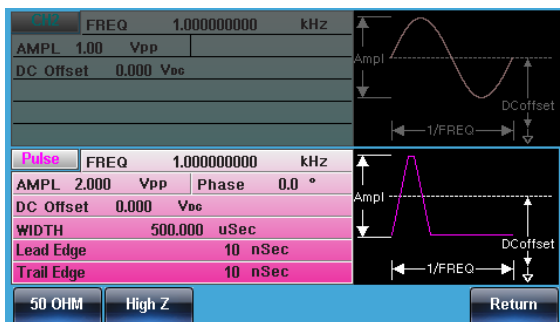 CH2 FREQ 1.000000000 kHz
AMPL 1.00 Vpp
DC Offset 0.000 VDC
Ampl
DCoffset
1/FREQ
Pulse FREQ 1.000000000 kHz
AMPL 2.000 Vpp Phase 0.0 °
DC Offset 0.000 VDC
WIDTH 500.000 uSec
Lead Edge 10 nSec
Trail Edge 10 nSec
Ampl
DCoffset
1/FREQ
50 OHM High Z Return